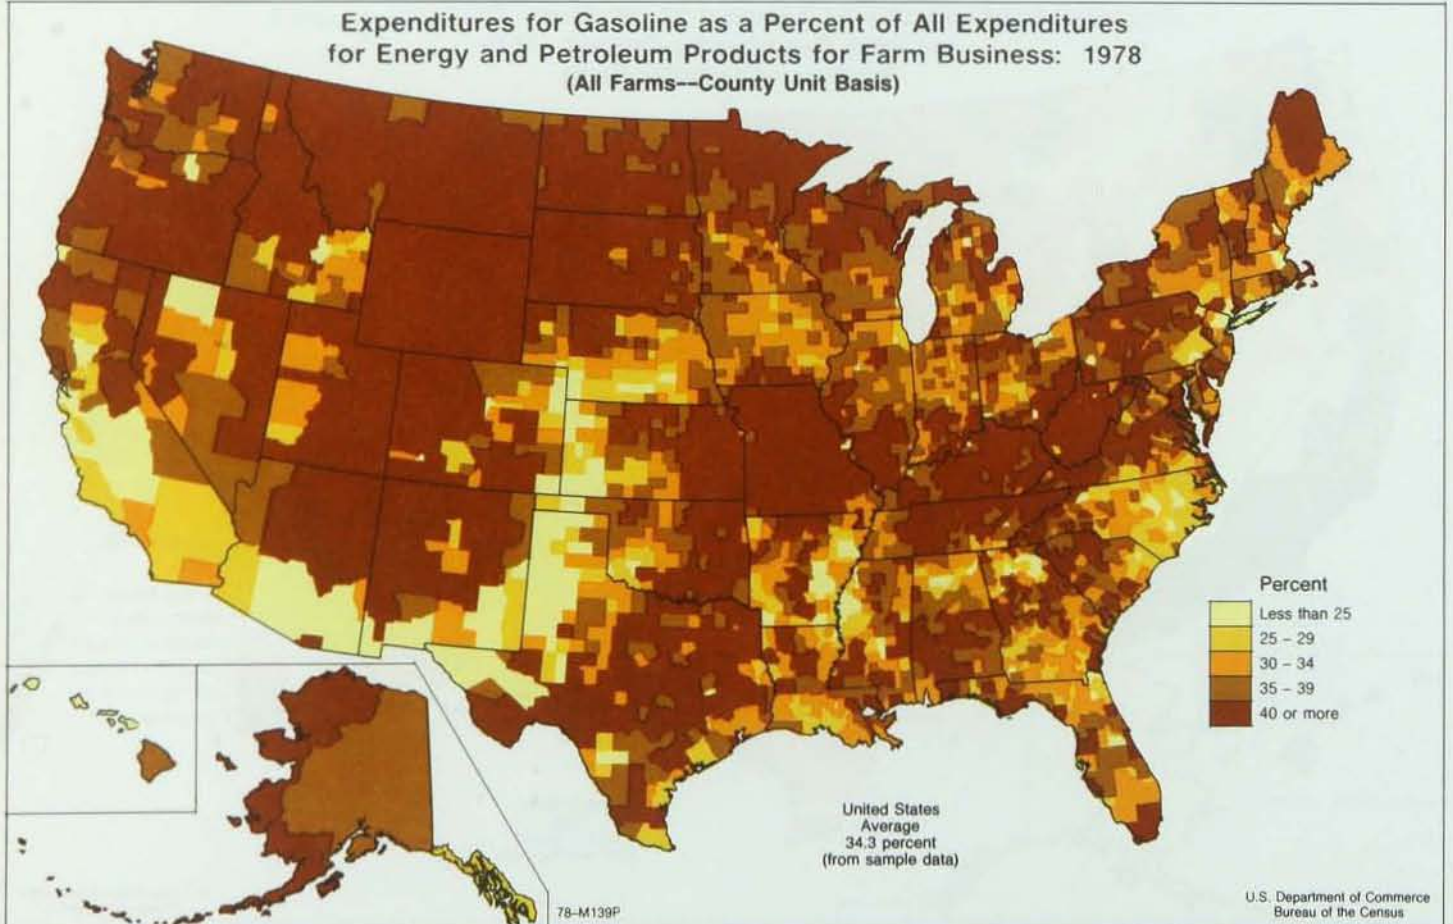 Expenditures for Gasoline as a Percent of All Expenditures
for Energy and Petroleum Products for Farm Business: 1978
(All Farms--County Unit Basis)
Percent
Less than 25
25 – 29
30 – 34
35 – 39
40 or more
United States
Average
34.3 percent
(from sample data)
78-M139P
U.S. Department of Commerce
Bureau of the Census